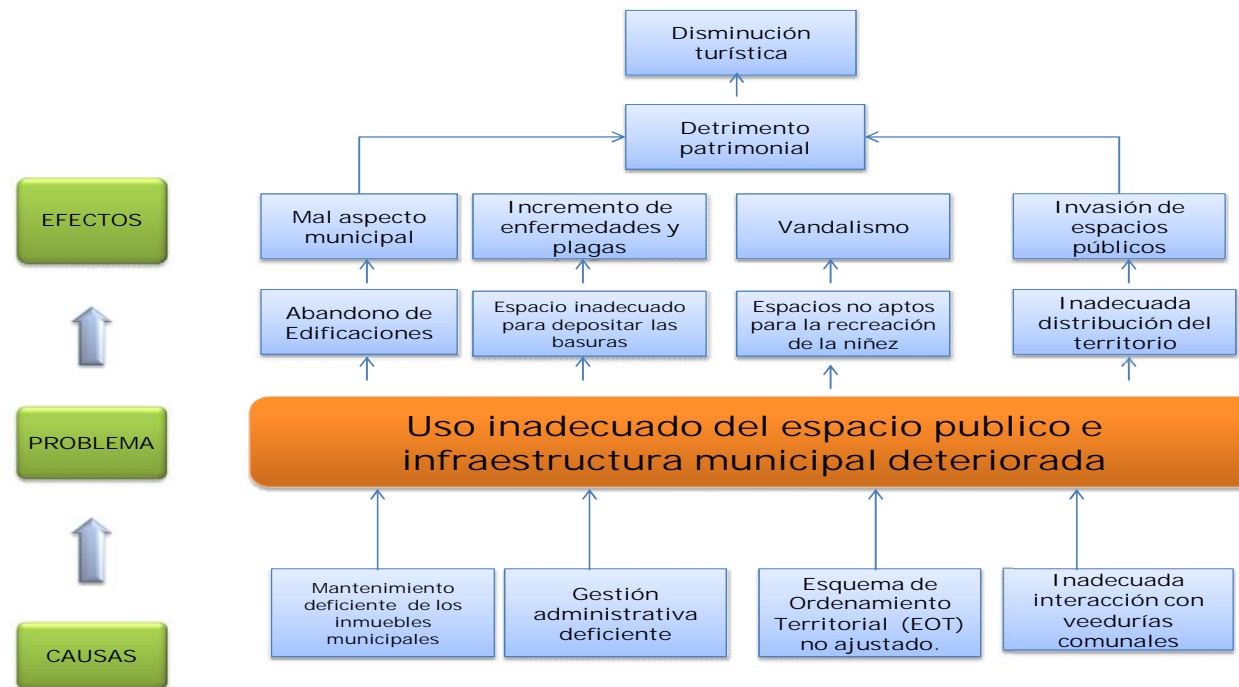 Disminución
turística
Detrimento
patrimonial
EFECTOS
Mal aspecto
municipal
Incremento de
enfermedades y
plagas
Vandalismo
Invasión de
espacios
públicos
Abandono de
Edificaciones
Espacio inadecuado
para depositar las
basuras
Espacios no aptos
para la recreación
de la niñez
Inadecuada
distribución del
territorio
PROBLEMA
Uso inadecuado del espacio publico e
infraestructura municipal deteriorada
Mantenimiento
deficiente de los
inmuebles
municipales
Gestión
administrativa
deficiente
Esquema de
Ordenamiento
Territorial (EOT)
no ajustado.
Inadecuada
interacción con
veedurías
comunales
CAUSAS